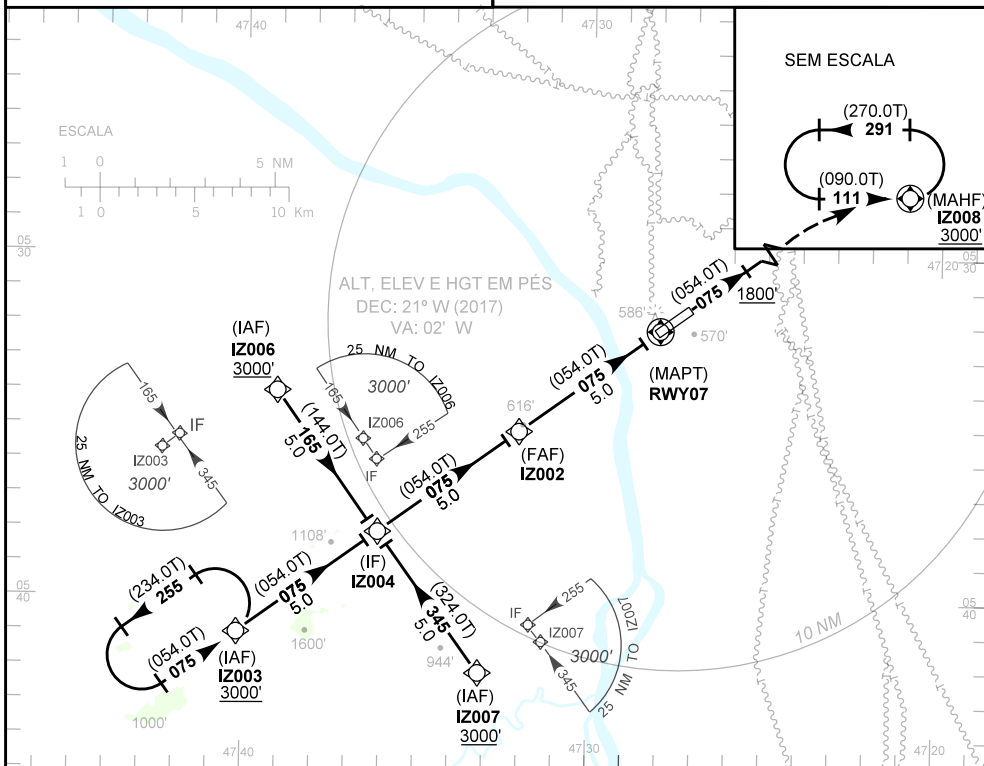 47 40
47 30
SEM ESCALA
(270.0T)
291
(090.0T)
111
(MAHF)
IZ008
3000'
ESCALA
1 0 5 NM
1 0 5 10 Km
05
30
47 20
05
30
ALT, ELEV E HGT EM PÉS
DEC: 21º W (2017)
VA: 02' W
(054.0T)
075
1800'
586'
570'
(MAPT)
RWY07
(IAF)
IZ006
3000'
25 NM TO IZ006
3000'
165
IZ006
255
IF
165
IF
IZ003
3000'
345
25 NM TO IZ003
(144.0T)
165
5.0
(054.0T)
075
5.0
616'
(FAF)
IZ002
(054.0T)
075
5.0
1108'
(IF)
IZ004
(234.0T)
255
(054.0T)
075
5.0
(054.0T)
075
(IAF)
IZ003
3000'
1600'
1000'
(324.0T)
345
5.0
944'
(IAF)
IZ007
3000'
IF
255
IZ007
3000'
345
25 NM TO IZ007
10 NM
05
40
05
40
47 40
47 30
47 20